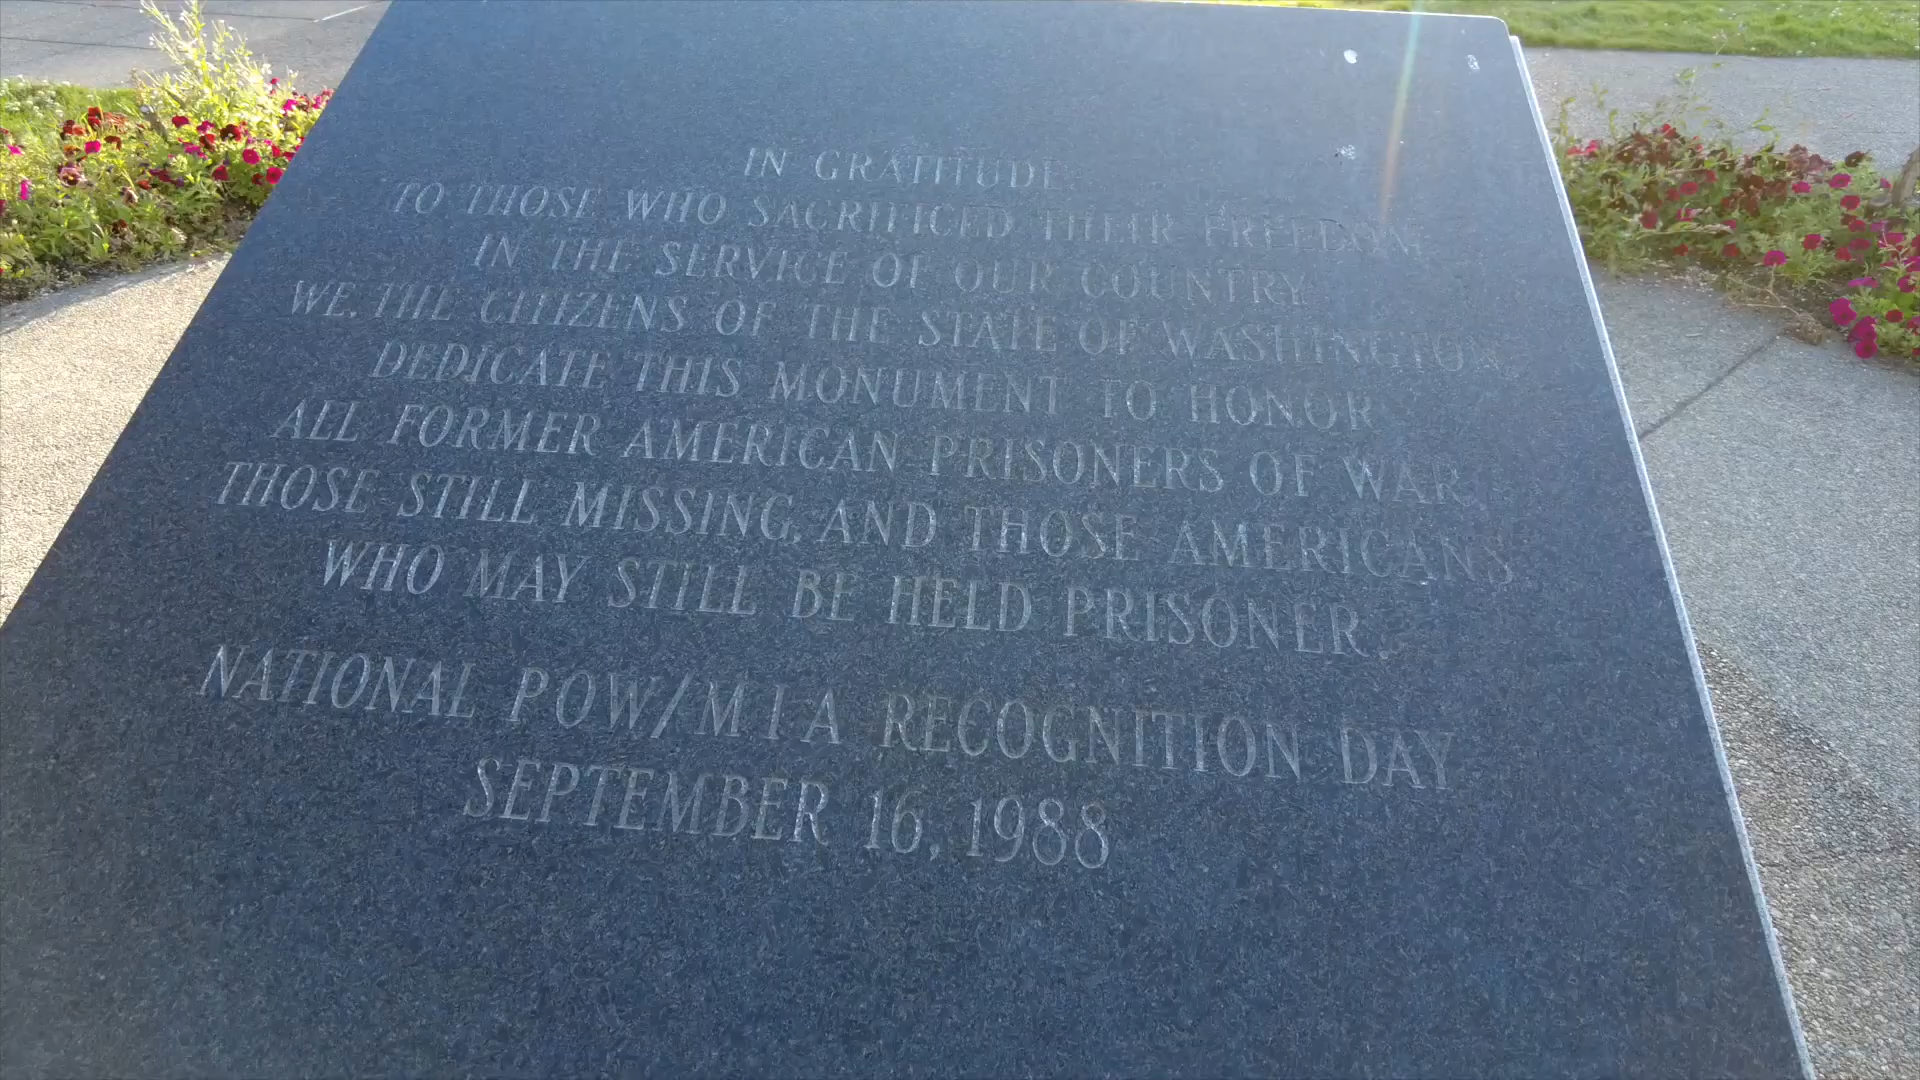 IN GRATITUDE
TO THOSE WHO SACRIFICED THEIR FREEDOM
IN THE SERVICE OF OUR COUNTRY
WE, THE CITIZENS OF THE STATE OF WASHINGTON
DEDICATE THIS MONUMENT TO HONOR
ALL FORMER AMERICAN PRISONERS OF WAR,
THOSE STILL MISSING, AND THOSE AMERICANS
WHO MAY STILL BE HELD PRISONER.
NATIONAL POW/MIA RECOGNITION DAY
SEPTEMBER 16, 1988